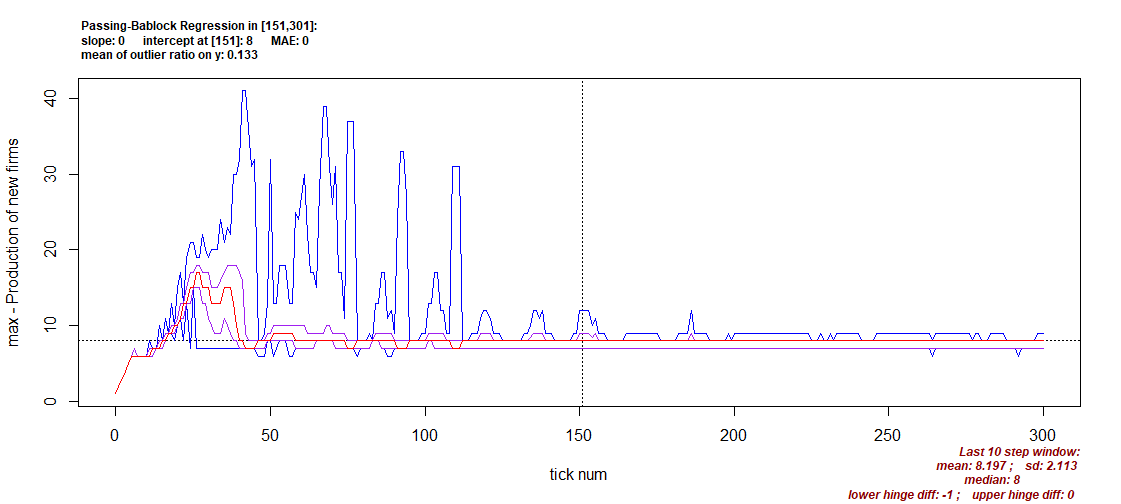 Passing-Bablock Regression in [151,301]:
slope: 0 intercept at [151]: 8 MAE: 0
mean of outlier ratio on y: 0.133
max - Production of new firms
40
30
20
10
0
0 50 100 150 200 250 300
tick num
Last 10 step window:
mean: 8.197 ; sd: 2.113
median: 8
lower hinge diff: -1 ; upper hinge diff: 0